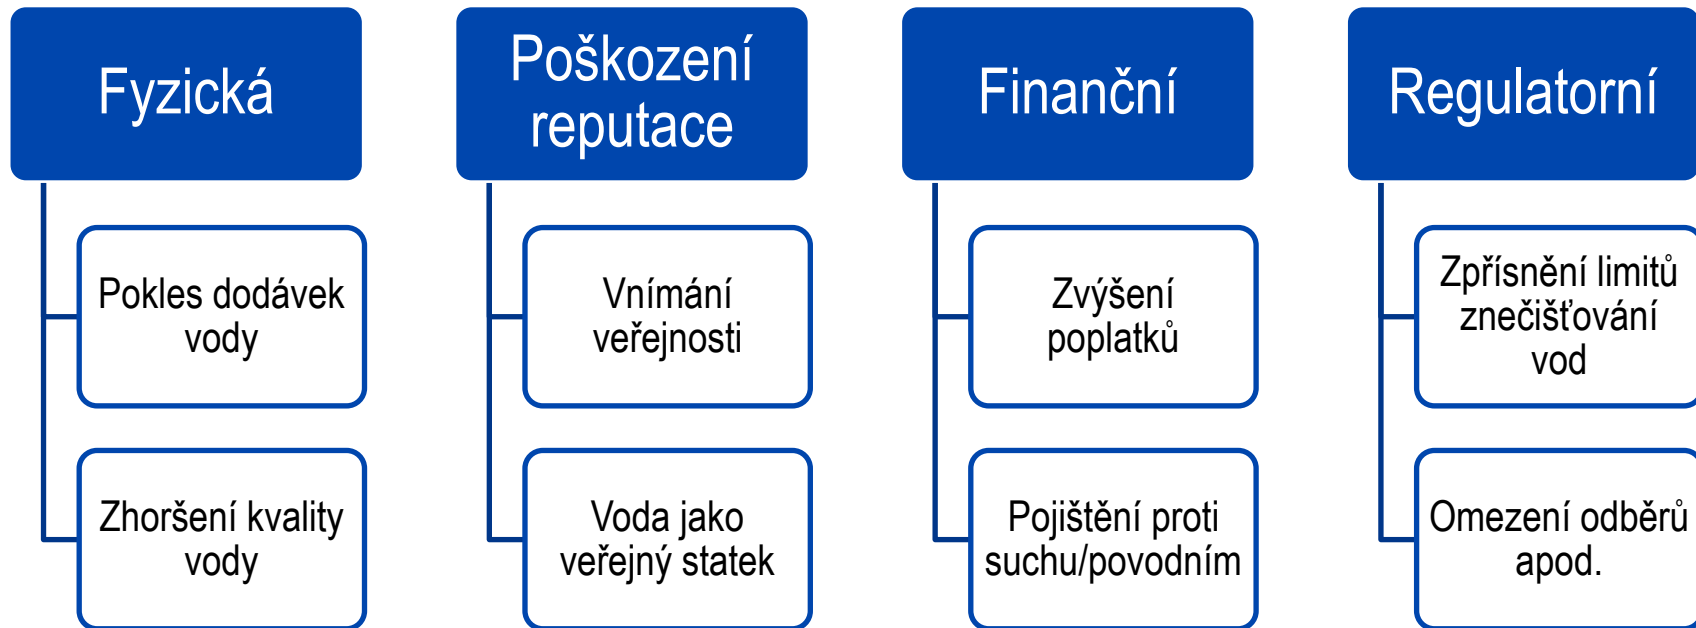 Fyzická
Pokles dodávek
vody
Zhoršení kvality
vody
Poškození
reputace
Vnímání
veřejnosti
Voda jako
veřejný statek
Finanční
Zvýšení
poplatků
Pojištění proti
suchu/povodním
Regulatorní
Zpřísnění limitů
znečišťování
vod
Omezení odběrů
apod.